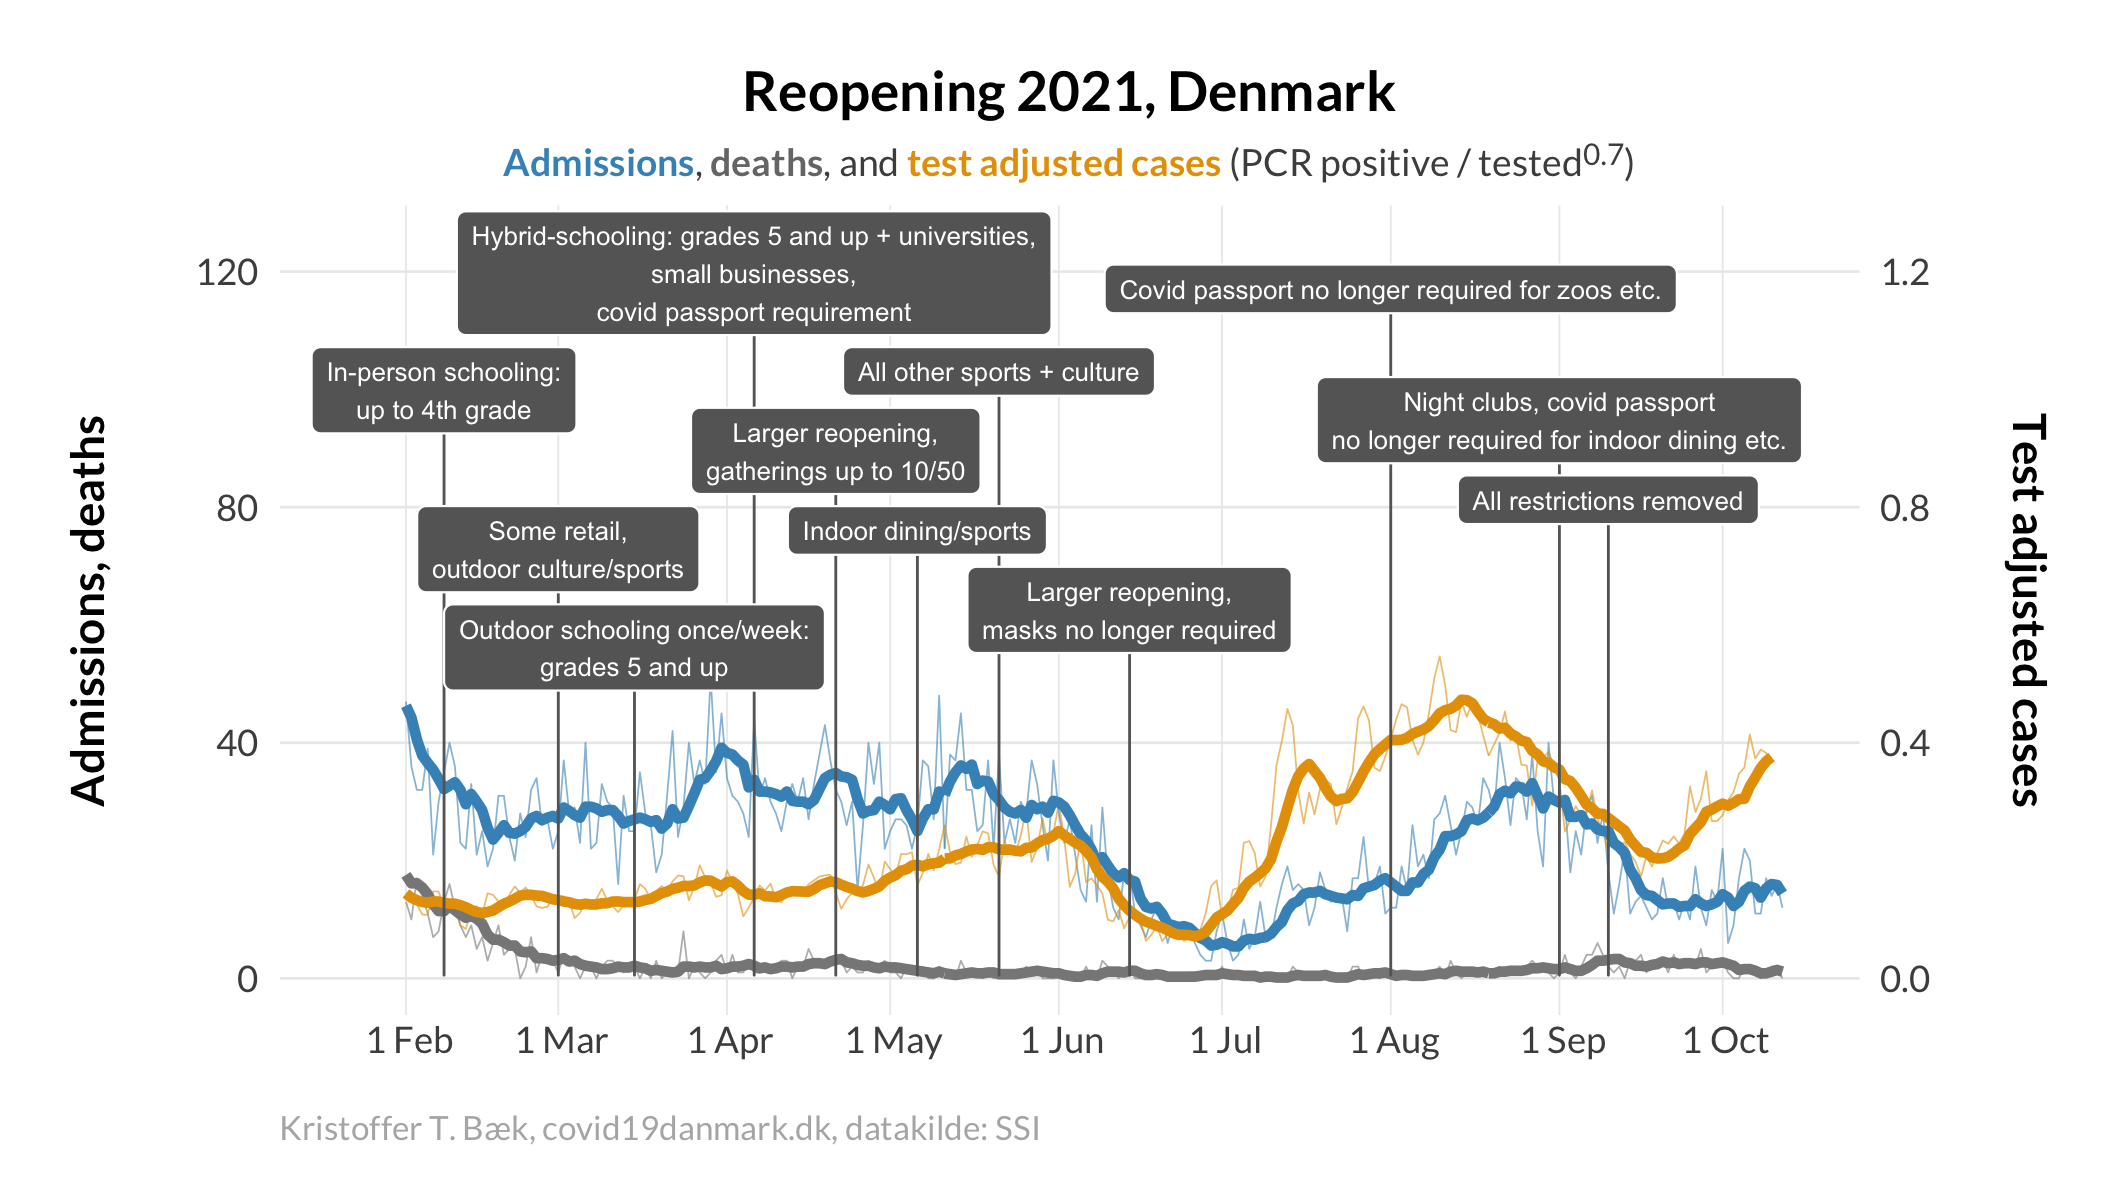 Reopening 2021, Denmark
Admissions, deaths, and test adjusted cases (PCR positive / tested^0.7)
Hybrid-schooling: grades 5 and up + universities,
small businesses,
covid passport requirement
Covid passport no longer required for zoos etc.
In-person schooling:
up to 4th grade
All other sports + culture
Night clubs, covid passport
no longer required for indoor dining etc.
Larger reopening,
gatherings up to 10/50
All restrictions removed
Some retail,
outdoor culture/sports
Indoor dining/sports
Larger reopening,
masks no longer required
Outdoor schooling once/week:
grades 5 and up
Admissions, deaths
120
80
40
0
Test adjusted cases
1.2
0.8
0.4
0.0
1 Feb
1 Mar
1 Apr
1 May
1 Jun
1 Jul
1 Aug
1 Sep
1 Oct
Kristoffer T. Bæk, covid19danmark.dk, datakilde: SSI